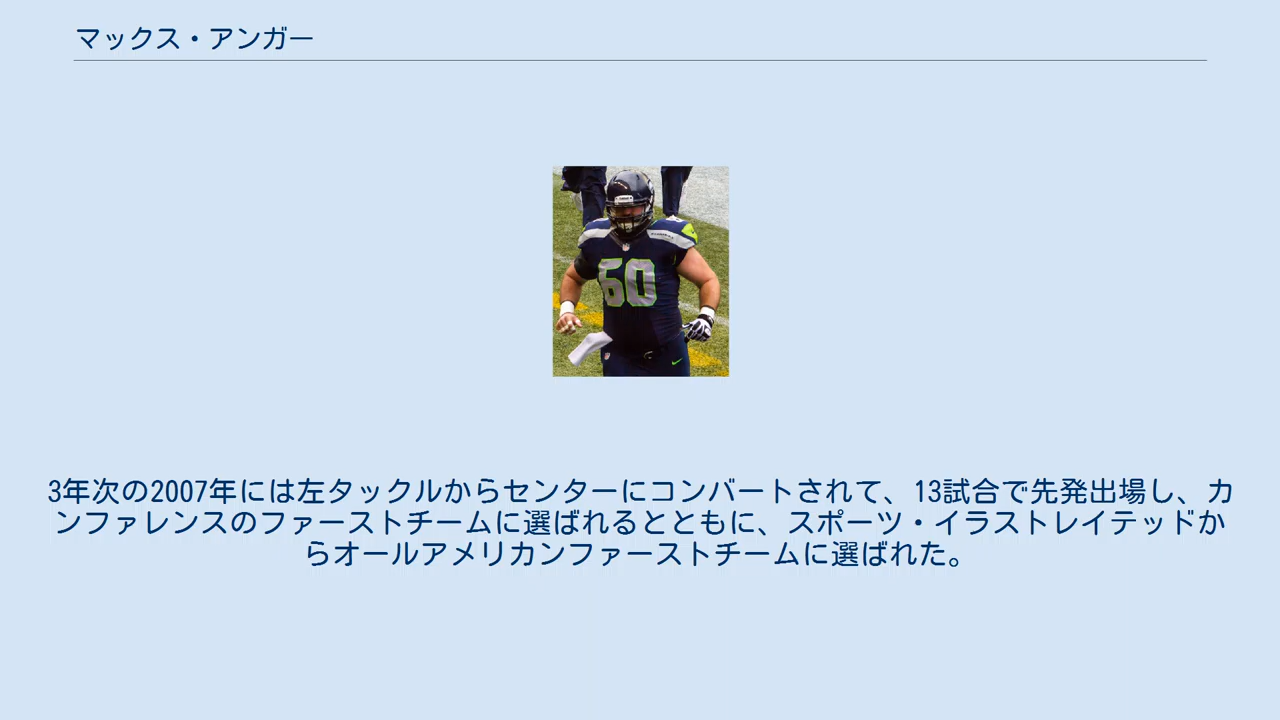 マックス・アンガー
60
3年次の2007年には左タックルからセンターにコンバートされて、13試合で先発出場し、カ
ンファレンスのファーストチームに選ばれるとともに、スポーツ・イラストレイテッドか
らオールアメリカンファーストチームに選ばれた。